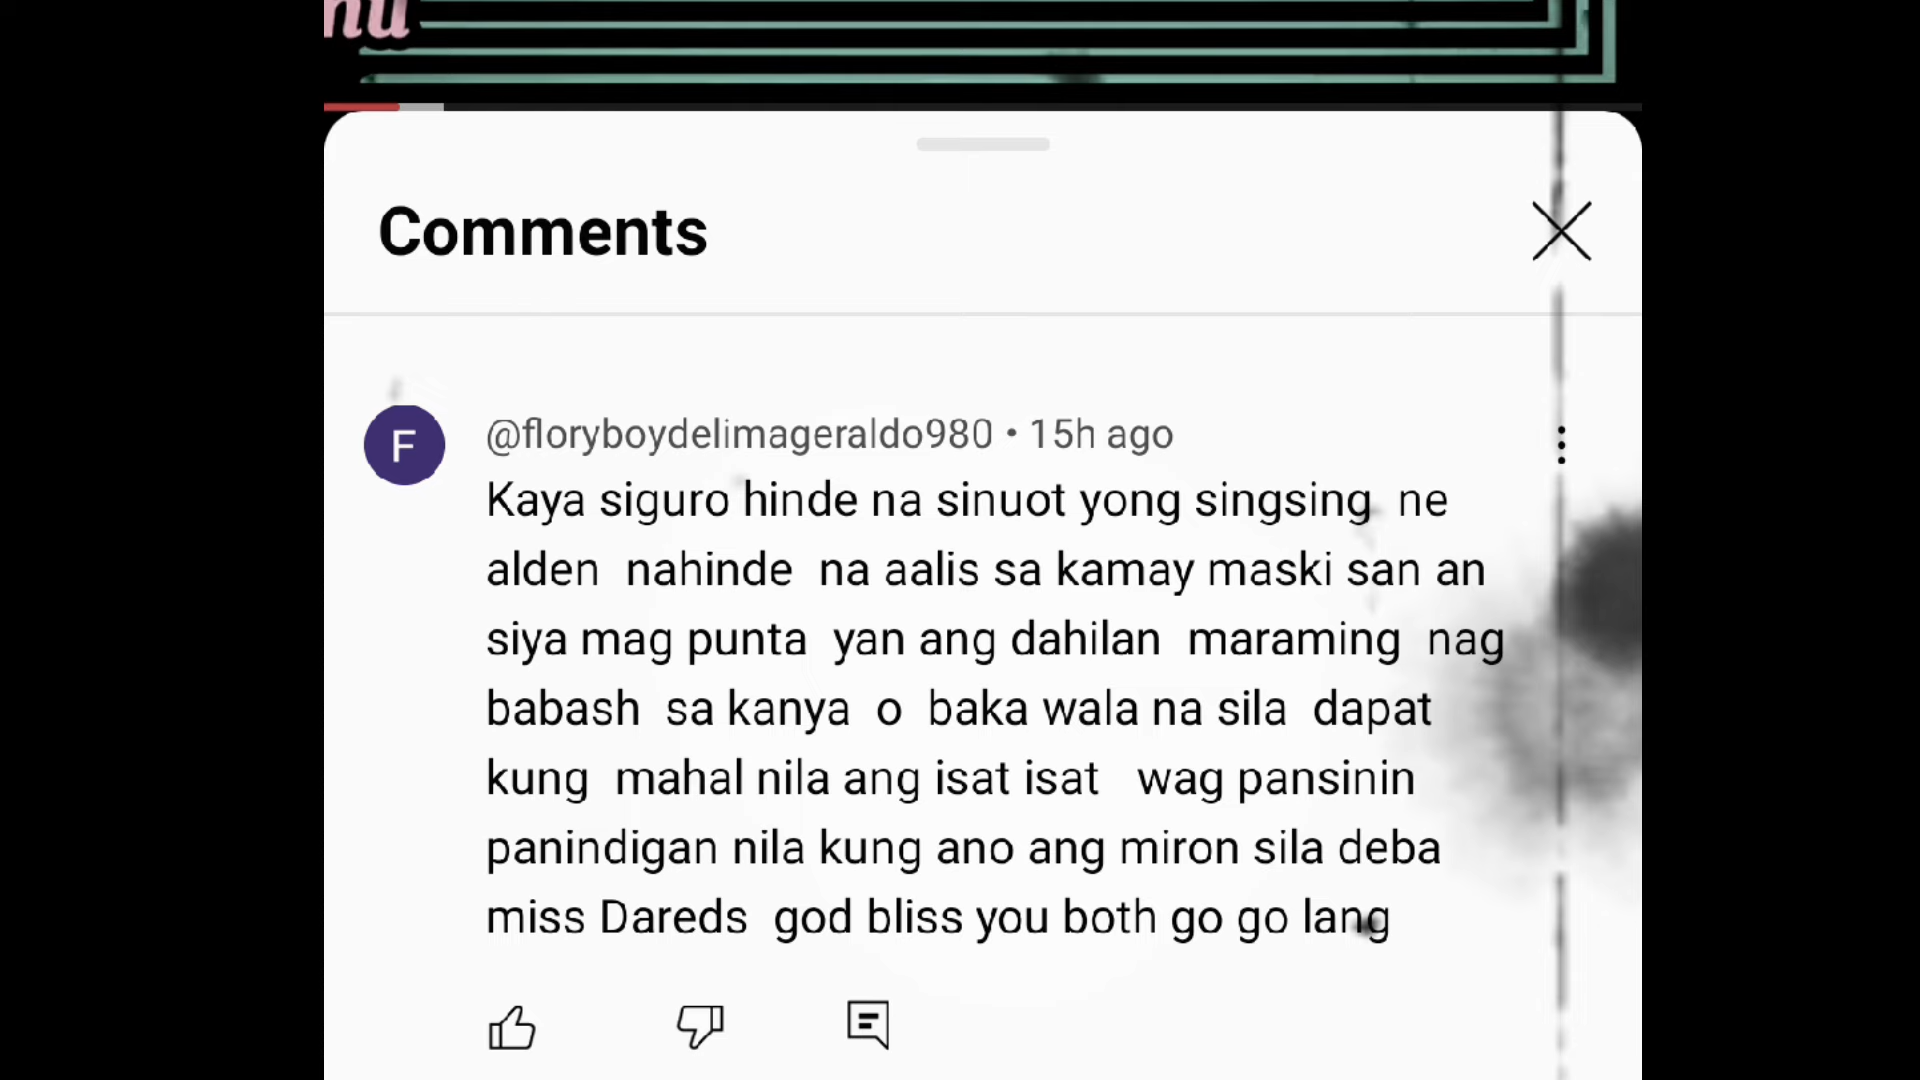 nu
Comments
F
@floryboydelimageraldo980 • 15h ago
Kaya siguro hinde na sinuot yong singsing ne
alden nahinde na aalis sa kamay maski san an
siya mag punta yan ang dahilan maraming nag
babash sa kanya o baka wala na sila dapat
kung mahal nila ang isat isat wag pansinin
panindigan nila kung ano ang miron sila deba
miss Dareds god bliss you both go go lang